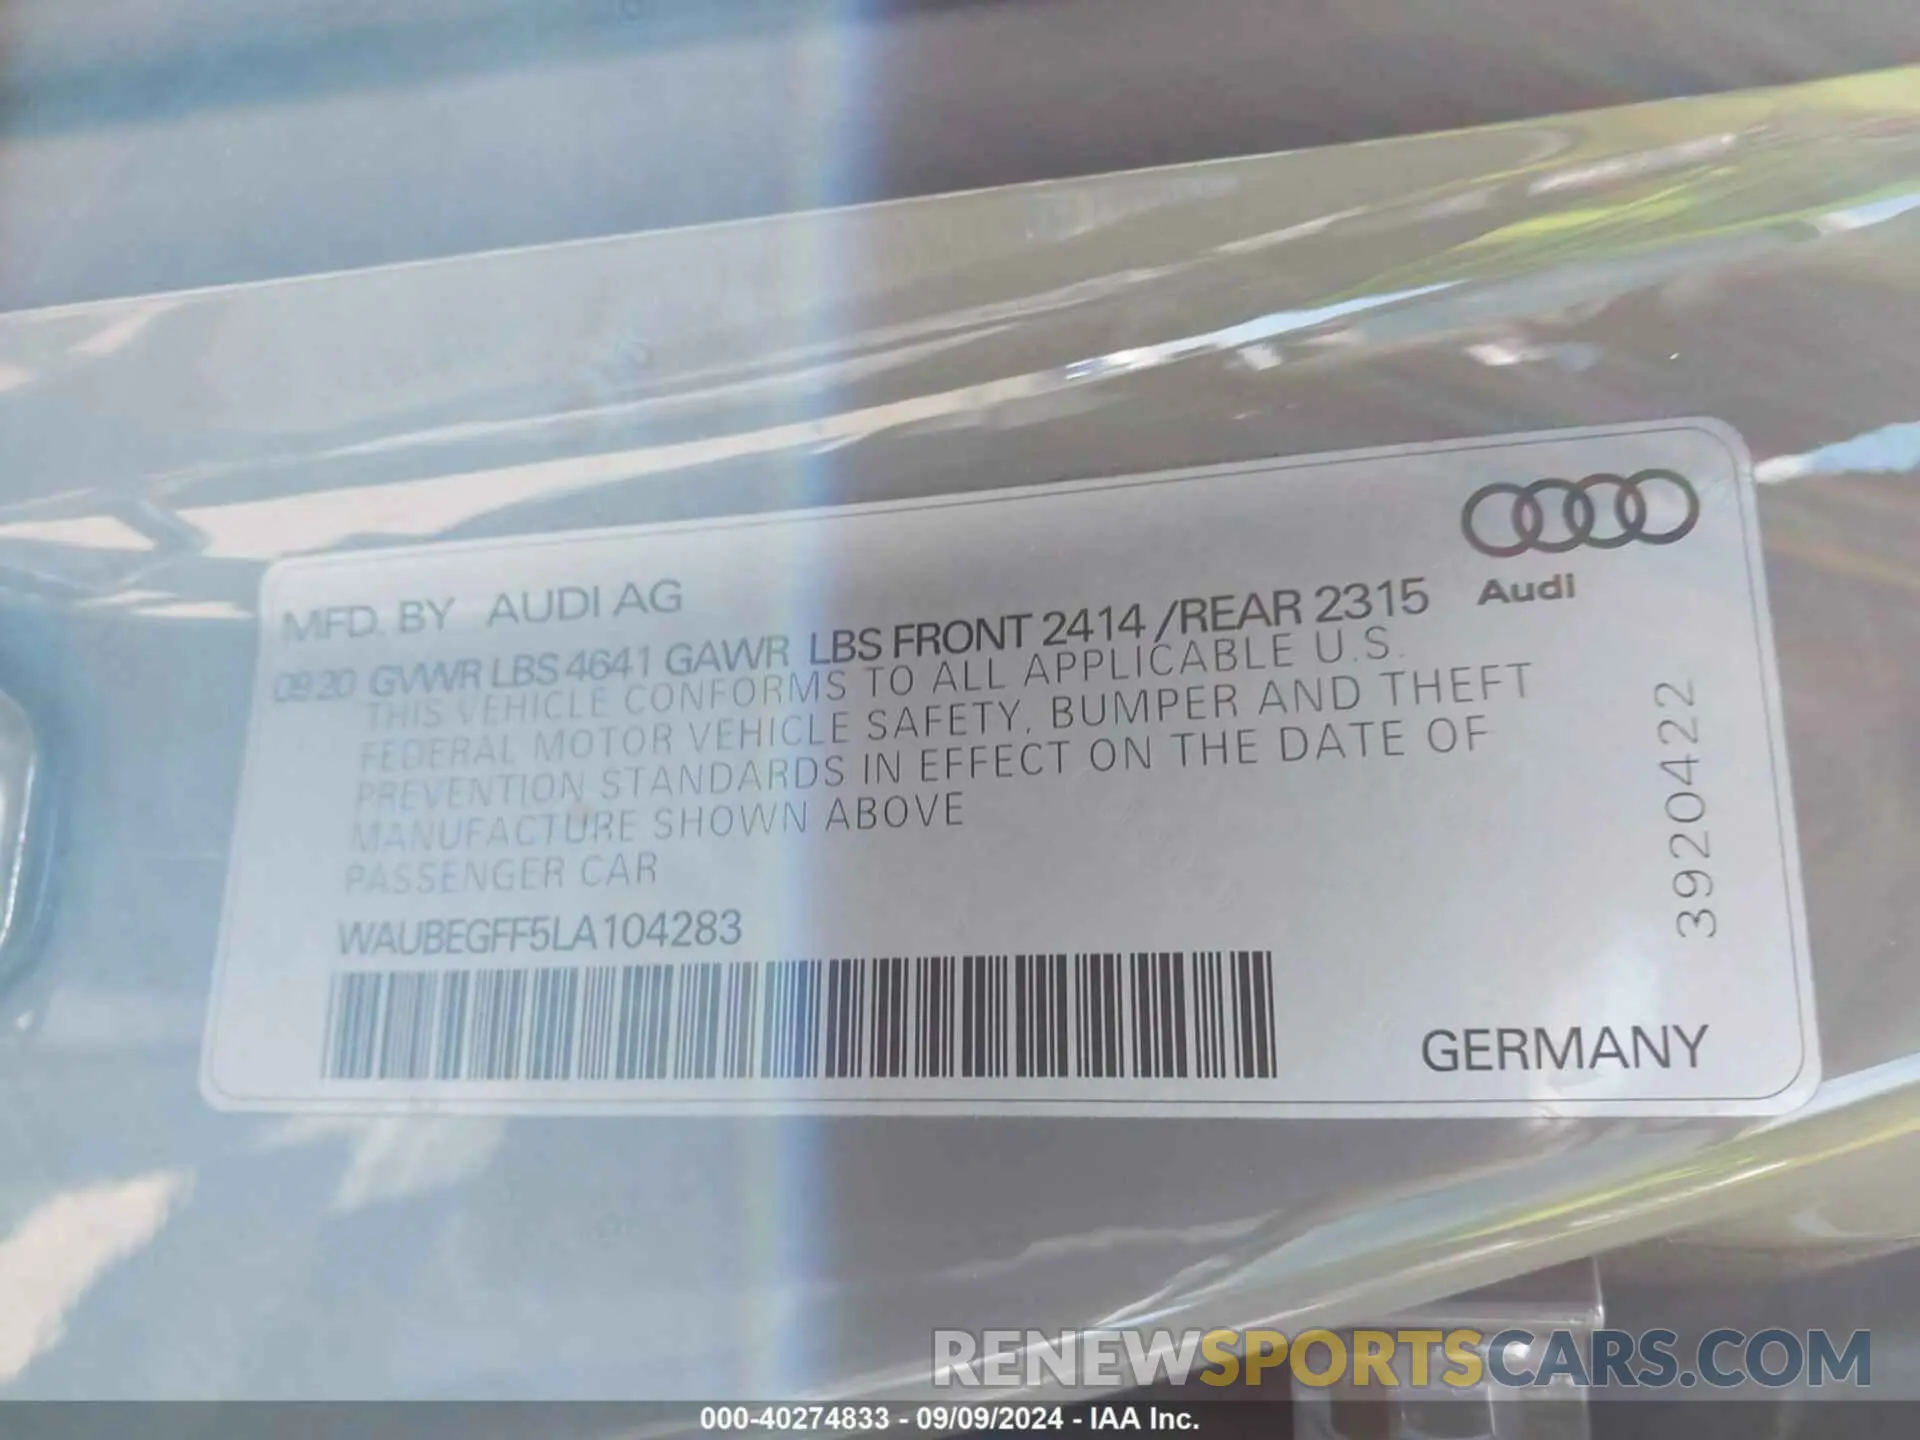 MFD. BY AUDI AG
09 20 GVWR LBS 4641 GAWR LBS FRONT 2414 /REAR 2315
THIS VEHICLE CONFORMS TO ALL APPLICABLE U.S.
FEDERAL MOTOR VEHICLE SAFETY, BUMPER AND THEFT
PREVENTION STANDARDS IN EFFECT ON THE DATE OF
MANUFACTURE SHOWN ABOVE
PASSENGER CAR
WAUBEGFF5LA104283
Audi
3920422
GERMANY
RENEWSPORTSCARS.COM
000-40274833 - 09/09/2024 - IAA Inc.